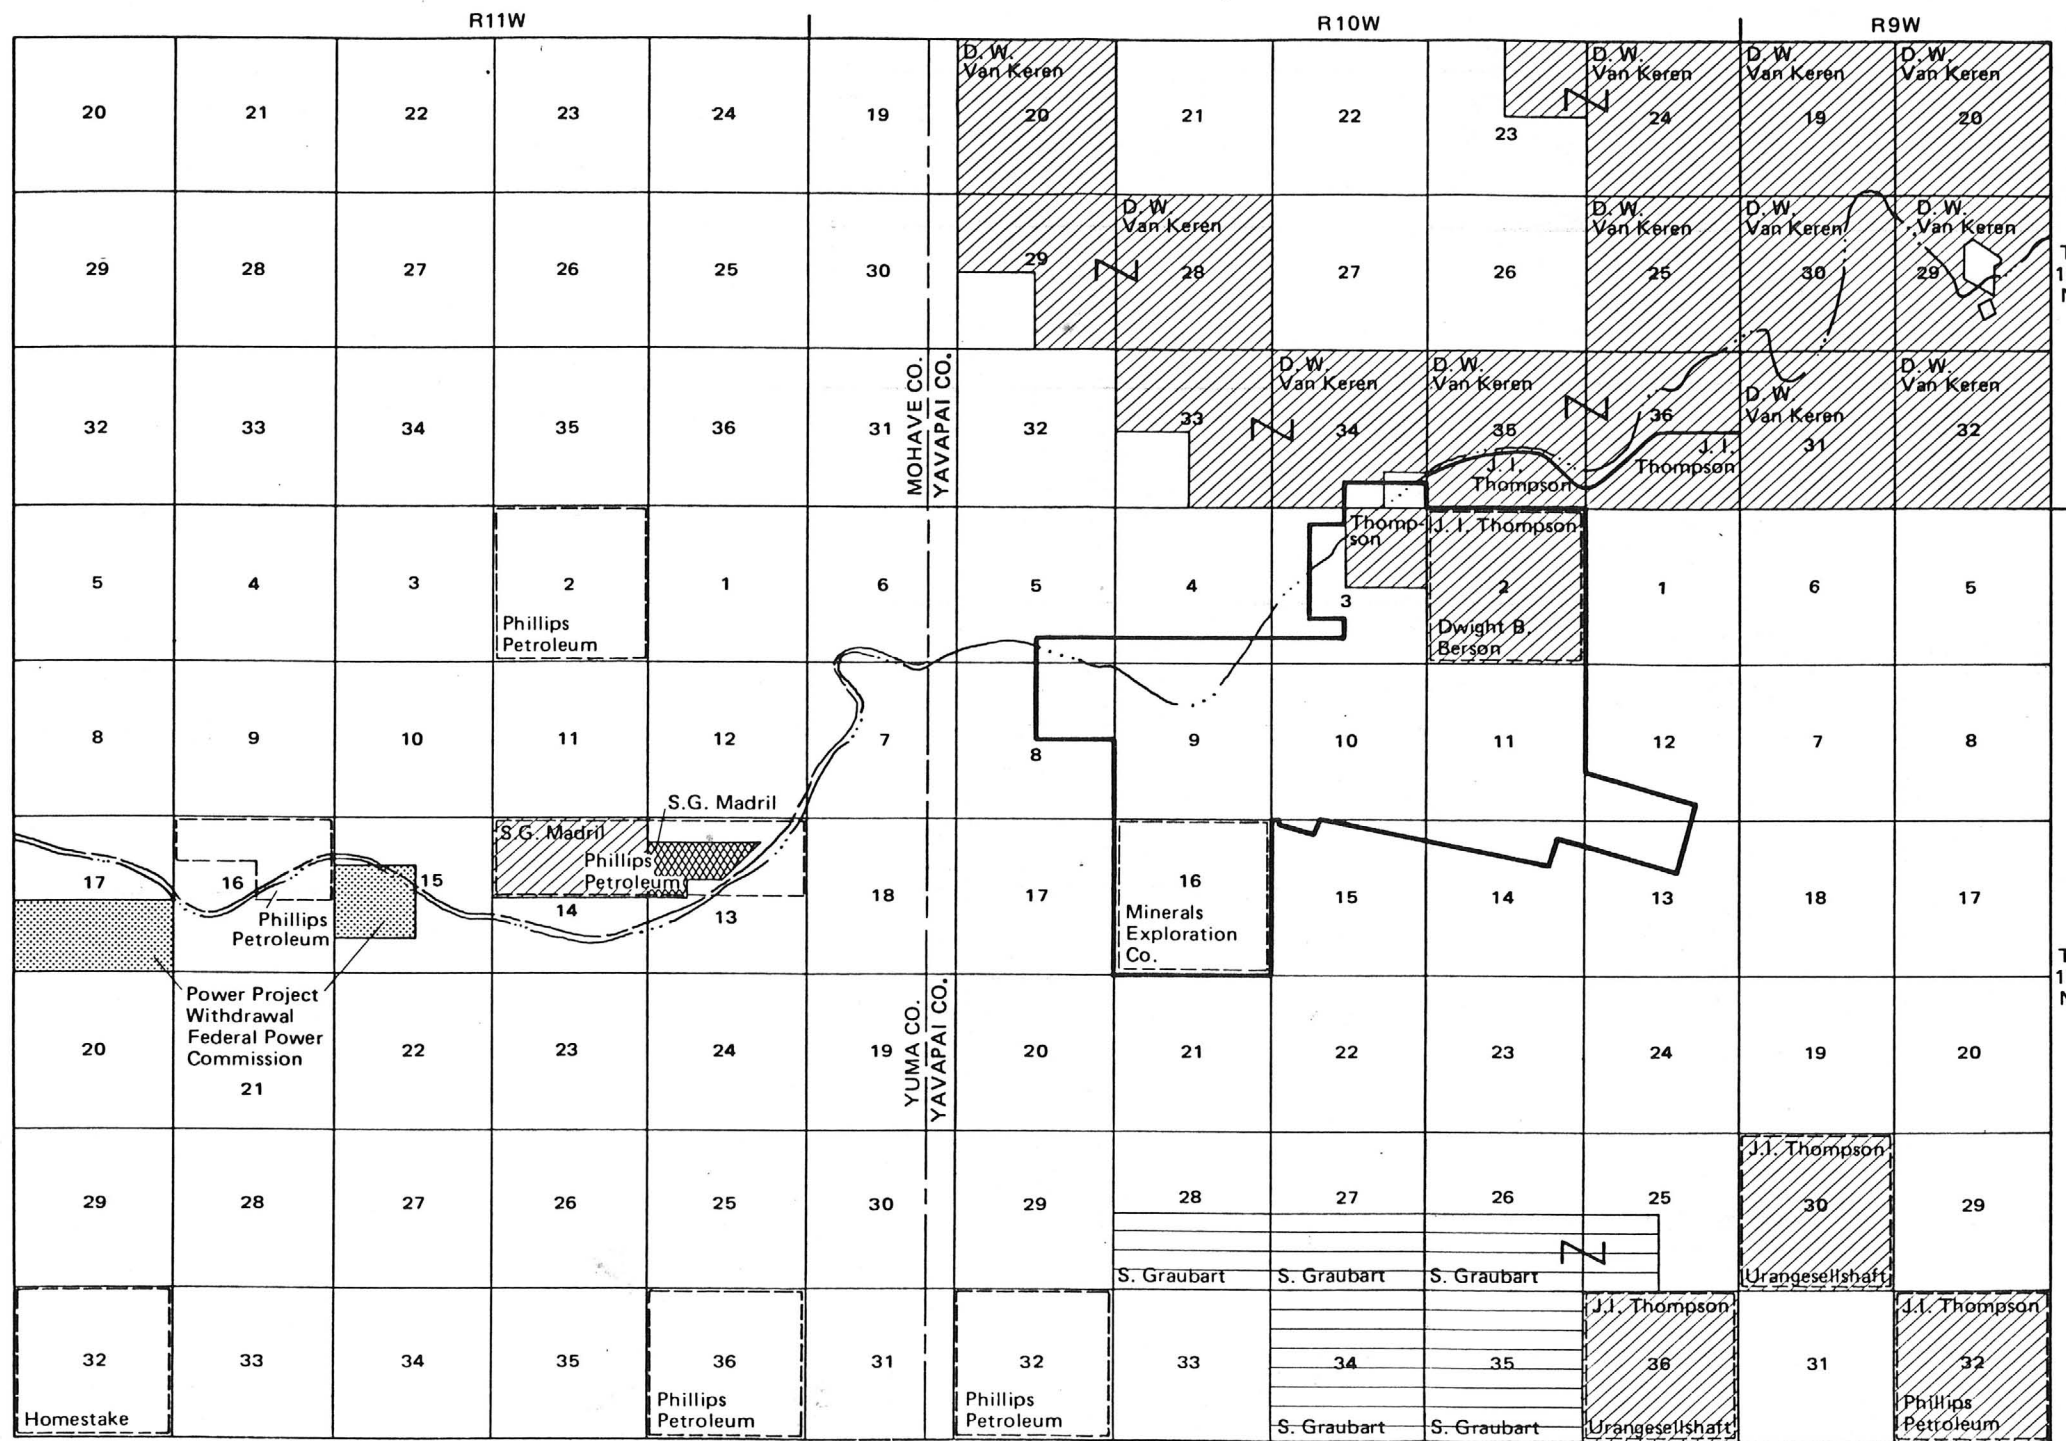 R11W R10W R9W
D. W. D. W. D. W. D. W.
Van Keren Van Keren Van Keren Van Keren
20 21 22 23 24 19 20 21 22 23 24 19 20
D. W. D. W. D. W. D. W.
Van Keren Van Keren Van Keren Van Keren
29 28 27 26 25 30 29 28 27 26 25 30 29
T
1
N
MOHAVE CO.
YAVAPAI CO.
D. W. D. W. D. W. D. W.
Van Keren Van Keren Van Keren Van Keren
32 33 34 35 36 31 32 33 34 35 36 31 32
J. I.
Thompson
J. I.
Thompson
Thomp-
son
J. I. Thompson
5 4 3 2 1 6 5 4 3 2 1 6 5
Phillips
Petroleum
Dwight B.
Berson
8 9 10 11 12 7 8 9 10 11 12 7 8
S.G. Madril
S.G. Madril
Phillips
Petroleum
17 16 15 14 13 18 17 16 15 14 13 18 17
Phillips
Petroleum
Minerals
Exploration
Co.
T
1
N
Power Project
Withdrawal
Federal Power
Commission
YUMA CO.
YAVAPAI CO.
20 21 22 23 24 19 20 21 22 23 24 19 20
J.I. Thompson
29 28 27 26 25 30 29 28 27 26 25 30 29
S. Graubart S. Graubart S. Graubart Urangesellshaft
J.I. Thompson J.I. Thompson
32 33 34 35 36 31 32 33 34 35 36 31 32
Homestake
Phillips
Petroleum
Phillips
Petroleum
S. Graubart S. Graubart Urangesellshaft
Phillips
Petroleum